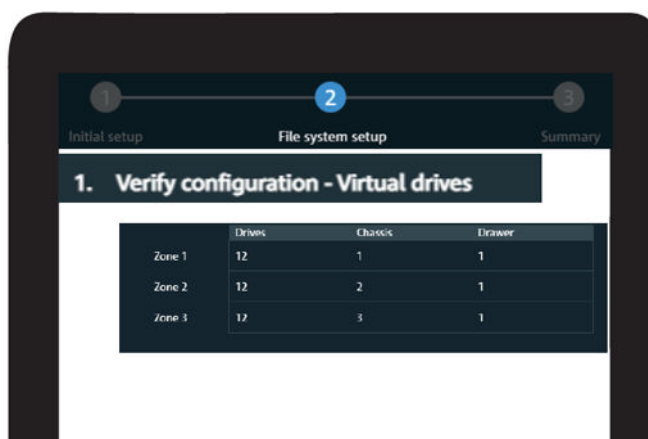 1 2 3
Initial setup File system setup Summary
1. Verify configuration - Virtual drives
Drives Chassis Drawer
Zone 1 12 1 1
Zone 2 12 2 1
Zone 3 12 3 1